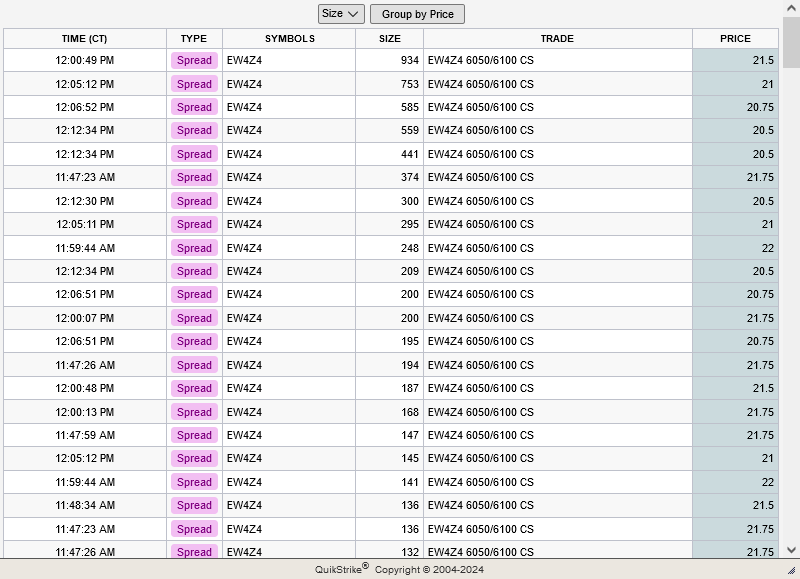 Size Group by Price
TIME (CT) TYPE SYMBOLS SIZE TRADE PRICE
12:00:49 PM Spread EW4Z4 934 EW4Z4 6050/6100 CS 21.5
12:05:12 PM Spread EW4Z4 753 EW4Z4 6050/6100 CS 21
12:06:52 PM Spread EW4Z4 585 EW4Z4 6050/6100 CS 20.75
12:12:34 PM Spread EW4Z4 559 EW4Z4 6050/6100 CS 20.5
12:12:34 PM Spread EW4Z4 441 EW4Z4 6050/6100 CS 20.5
11:47:23 AM Spread EW4Z4 374 EW4Z4 6050/6100 CS 21.75
12:12:30 PM Spread EW4Z4 300 EW4Z4 6050/6100 CS 20.5
12:05:11 PM Spread EW4Z4 295 EW4Z4 6050/6100 CS 21
11:59:44 AM Spread EW4Z4 248 EW4Z4 6050/6100 CS 22
12:12:34 PM Spread EW4Z4 209 EW4Z4 6050/6100 CS 20.5
12:06:51 PM Spread EW4Z4 200 EW4Z4 6050/6100 CS 20.75
12:00:07 PM Spread EW4Z4 200 EW4Z4 6050/6100 CS 21.75
12:06:51 PM Spread EW4Z4 195 EW4Z4 6050/6100 CS 20.75
11:47:26 AM Spread EW4Z4 194 EW4Z4 6050/6100 CS 21.75
12:00:48 PM Spread EW4Z4 187 EW4Z4 6050/6100 CS 21.5
12:00:13 PM Spread EW4Z4 168 EW4Z4 6050/6100 CS 21.75
11:47:59 AM Spread EW4Z4 147 EW4Z4 6050/6100 CS 21.75
12:05:12 PM Spread EW4Z4 145 EW4Z4 6050/6100 CS 21
11:59:44 AM Spread EW4Z4 141 EW4Z4 6050/6100 CS 22
11:48:34 AM Spread EW4Z4 136 EW4Z4 6050/6100 CS 21.5
11:47:23 AM Spread EW4Z4 136 EW4Z4 6050/6100 CS 21.75
11:47:26 AM Spread EW4Z4 132 EW4Z4 6050/6100 CS 21.75
QuikStrike® Copyright © 2004-2024